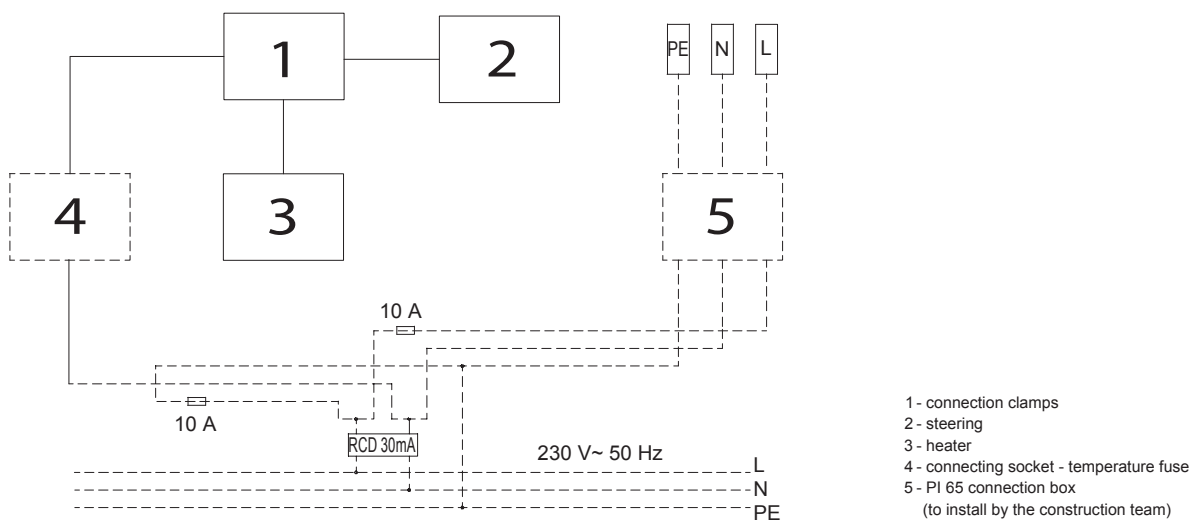 1
2
PE N L
4
3
5
10 A
10 A
RCD 30mA
230 V~ 50 Hz
L
N
PE
1 - connection clamps
2 - steering
3 - heater
4 - connecting socket - temperature fuse
5 - PI 65 connection box
(to install by the construction team)